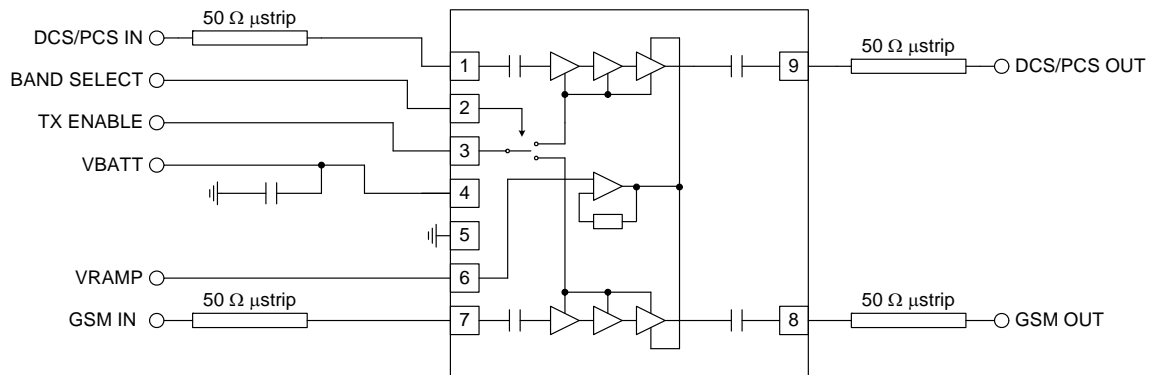 50 Ω μstrip
DCS/PCS IN
BAND SELECT
TX ENABLE
VBATT
VRAMP
50 Ω μstrip
GSM IN
1
2
3
4
5
6
7
9
8
50 Ω μstrip
DCS/PCS OUT
50 Ω μstrip
GSM OUT